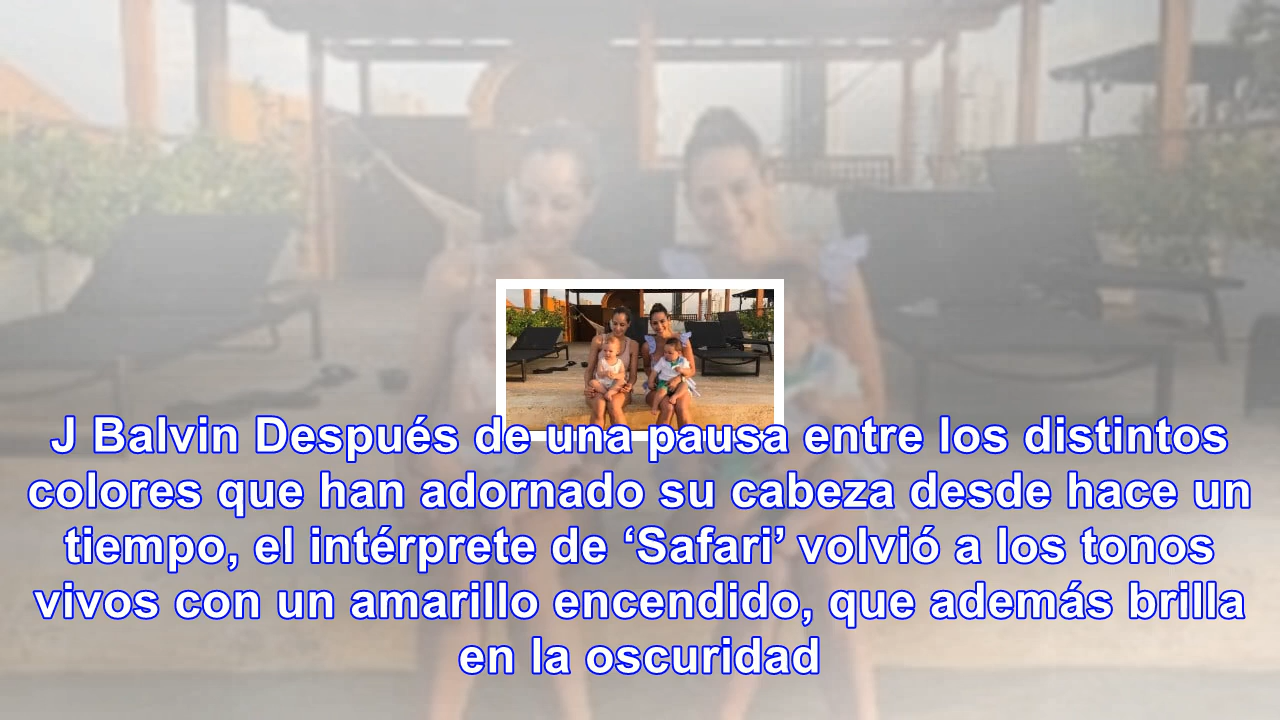 J Balvin Después de una pausa entre los distintos
colores que han adornado su cabeza desde hace un
tiempo, el intérprete de ‘Safari’ volvió a los tonos
vivos con un amarillo encendido, que además brilla
en la oscuridad